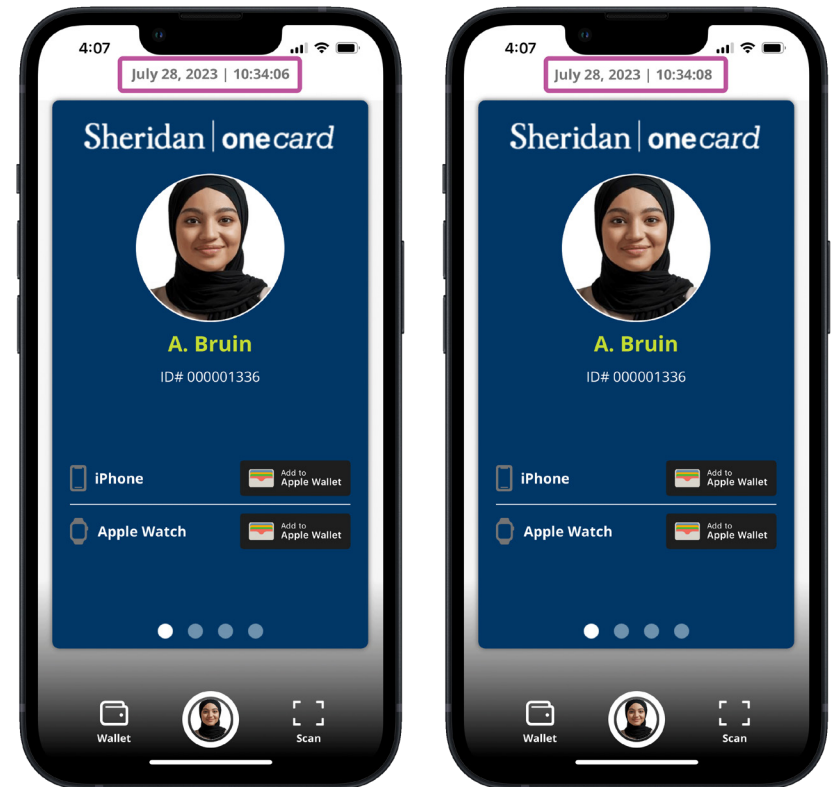 4:07
July 28, 2023 | 10:34:06
Sheridan | onecard
A. Bruin
ID# 000001336
iPhone
Add to
Apple Wallet
Apple Watch
Add to
Apple Wallet
Wallet
Scan
4:07
July 28, 2023 | 10:34:08
Sheridan | onecard
A. Bruin
ID# 000001336
iPhone
Add to
Apple Wallet
Apple Watch
Add to
Apple Wallet
Wallet
Scan